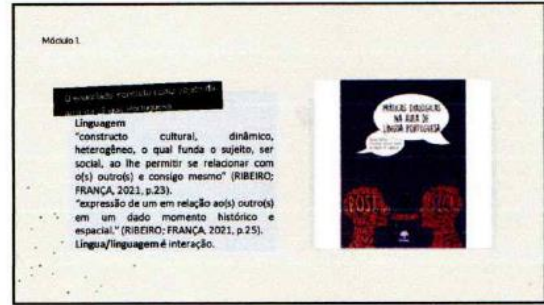 Módulo 1.
Linguagem
"constructo cultural, dinâmico,
heterogêneo, o qual funda o sujeito, ser
social, ao lhe permitir se relacionar com
o(s) outro(s) e consigo mesmo" (RIBEIRO;
FRANÇA, 2021, p.23).
"expressão de um em relação ao(s) outro(s)
em um dado momento histórico e
espacial." (RIBEIRO; FRANÇA, 2021, p.25).
Língua/linguagem é interação.
PRÁTICAS DIALÓGICAS
NA AULA DE
LÍNGUA PORTUGUESA